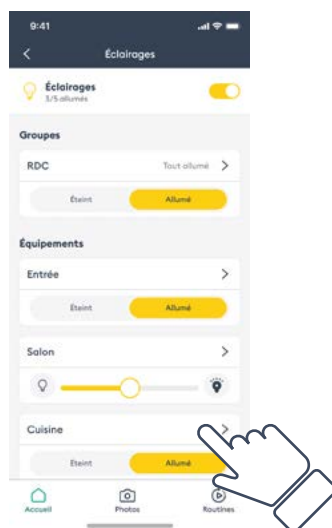 9:41
Éclairages
Éclairages
5/5 allumés
Groupes
RDC Tout allumé
Éteint Allumé
Équipements
Entrée
Éteint Allumé
Salon
Cuisine
Éteint Allumé
Accueil Photos Routines